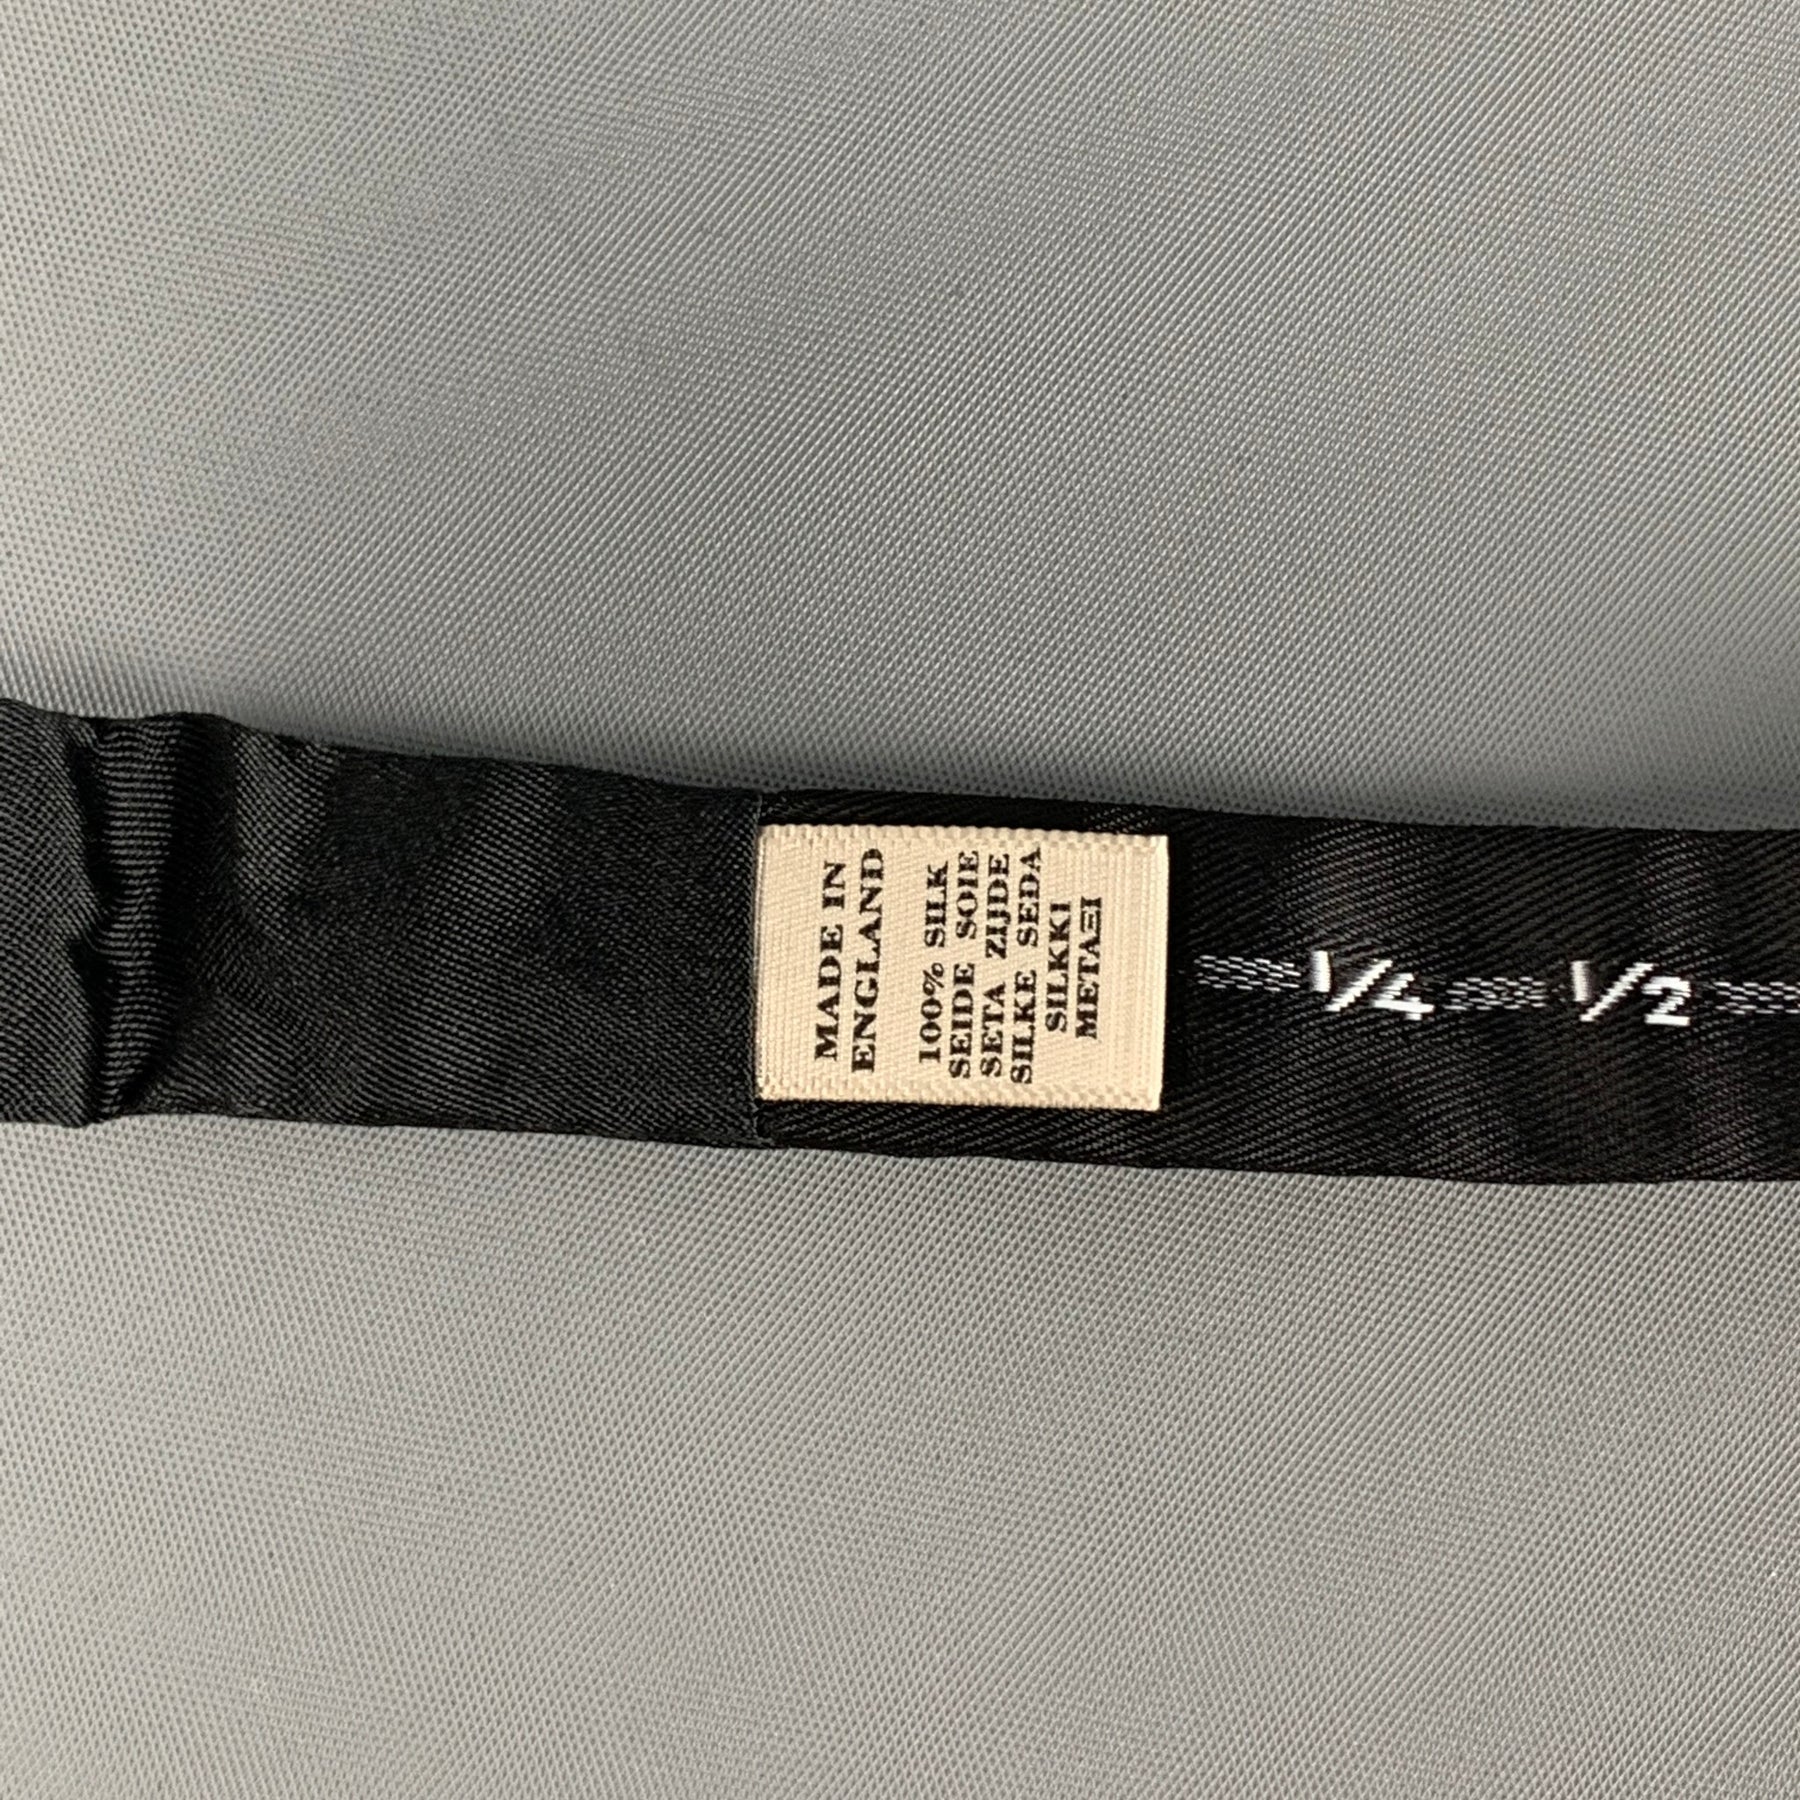 MADE IN
ENGLAND
100% SILK
SEIDE SOIE
SETA ZIJDE
SILKE SEDA
SILKKI
ΜΕΤΑΞΙ
1/4 1/2